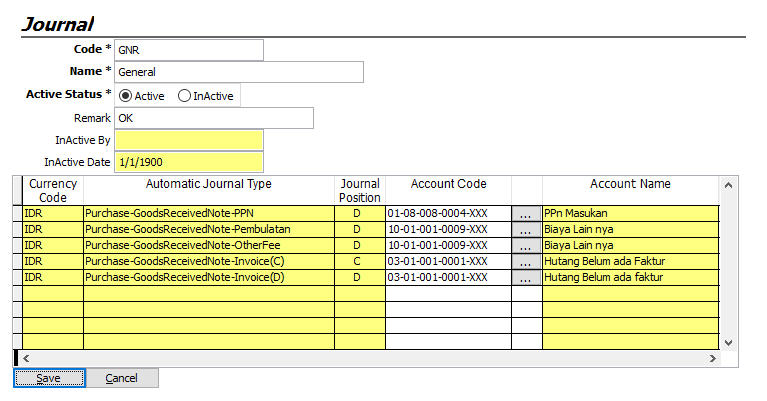 Journal
Code * GNR
Name * General
Active Status * Active InActive
Remark OK
InActive By
InActive Date 1/1/1900
Currency Code Automatic Journal Type Journal Position Account Code Account Name
IDR Purchase-GoodsReceivedNote-PPN D 01-08-008-0004-XXX ... PPn Masukan
IDR Purchase-GoodsReceivedNote-Pembulatan D 10-01-001-0009-XXX ... Biaya Lain nya
IDR Purchase-GoodsReceivedNote-OtherFee D 10-01-001-0009-XXX ... Biaya Lain nya
IDR Purchase-GoodsReceivedNote-Invoice(C) C 03-01-001-0001-XXX ... Hutang Belum ada Faktur
IDR Purchase-GoodsReceivedNote-Invoice(D) D 03-01-001-0001-XXX ... Hutang Belum ada faktur
Save Cancel